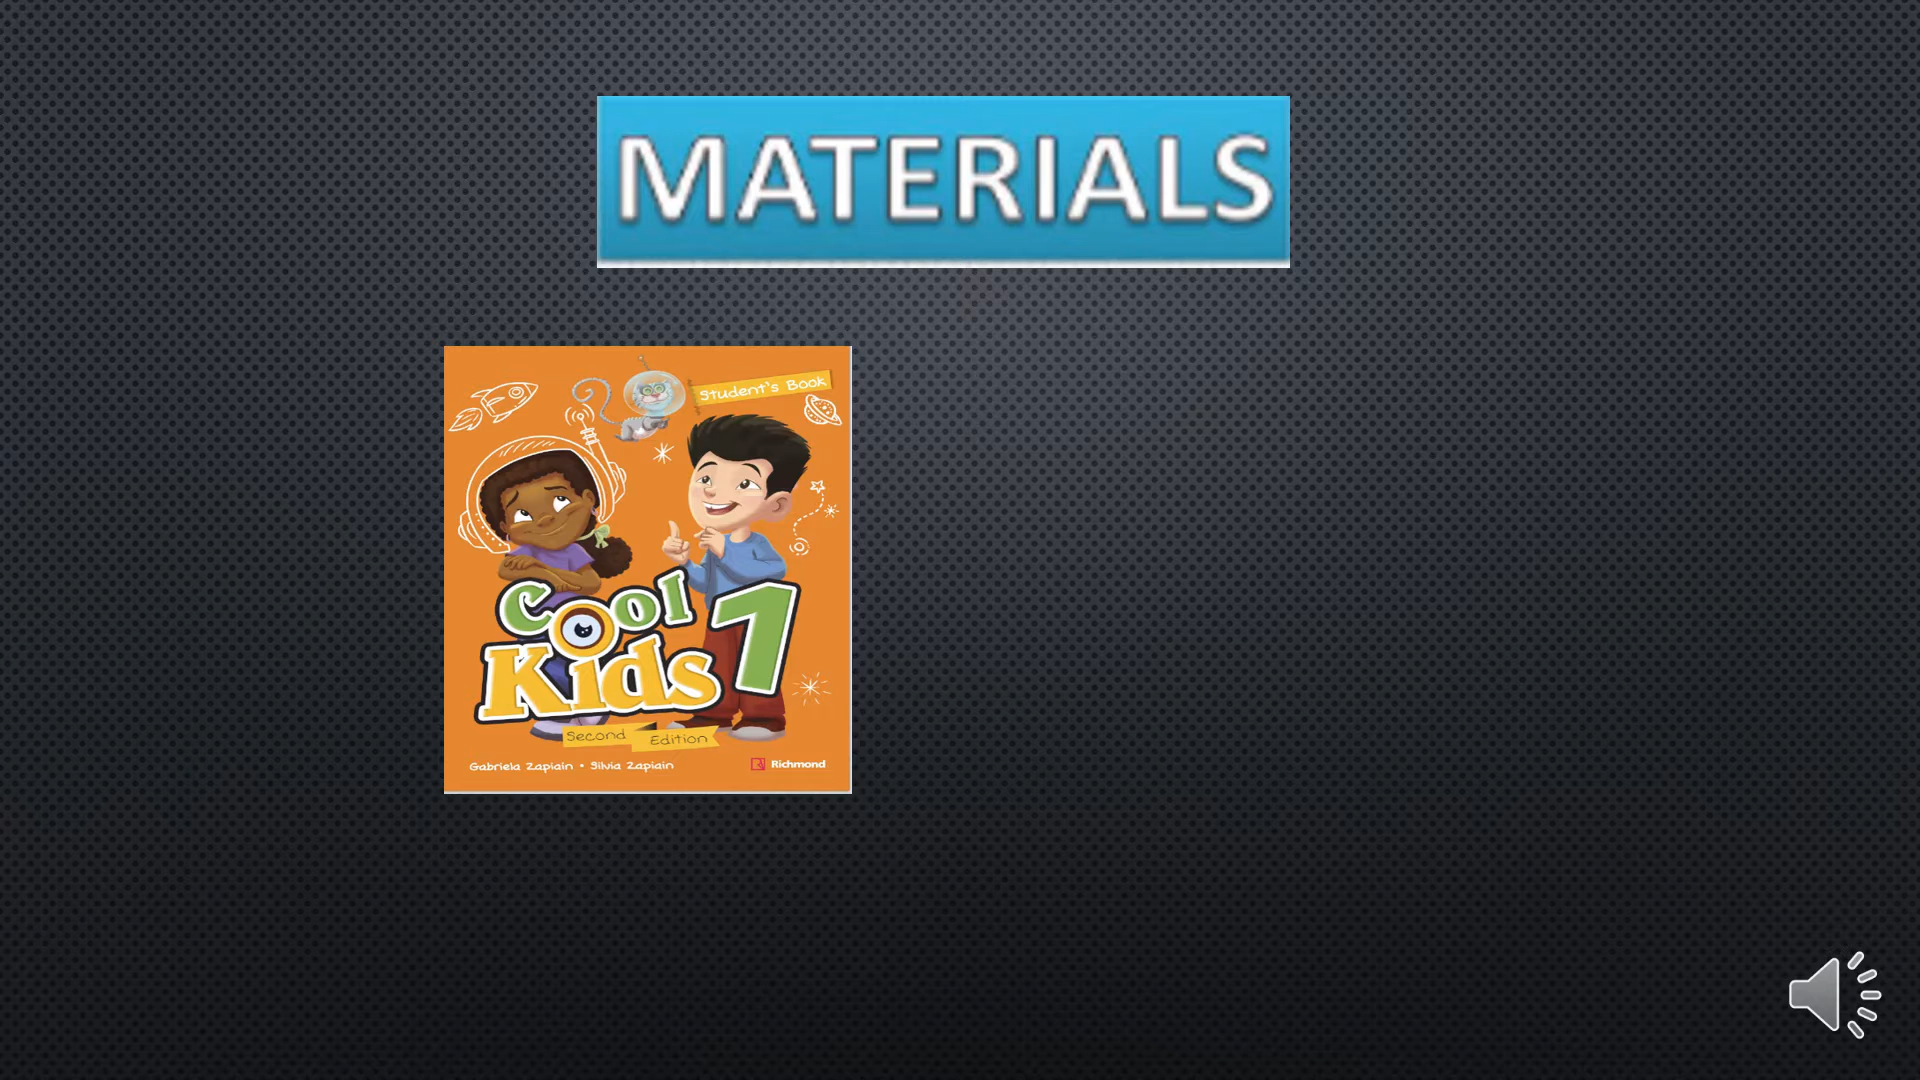 MATERIALS
Student's Book
Cool
Kids 1
Second Edition
Gabriela Zapiain • Silvia Zapiain
Richmond